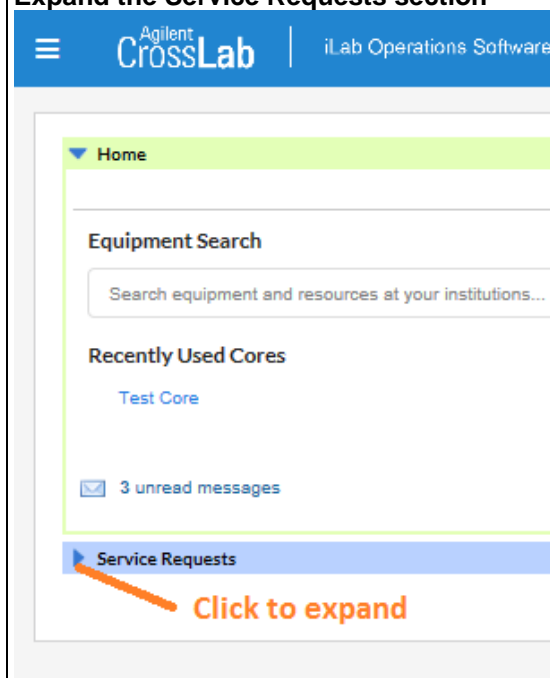 Expand the Service Requests section
Agilent
CrossLab
iLab Operations Software
Home
Equipment Search
Search equipment and resources at your institutions...
Recently Used Cores
Test Core
3 unread messages
Service Requests
Click to expand